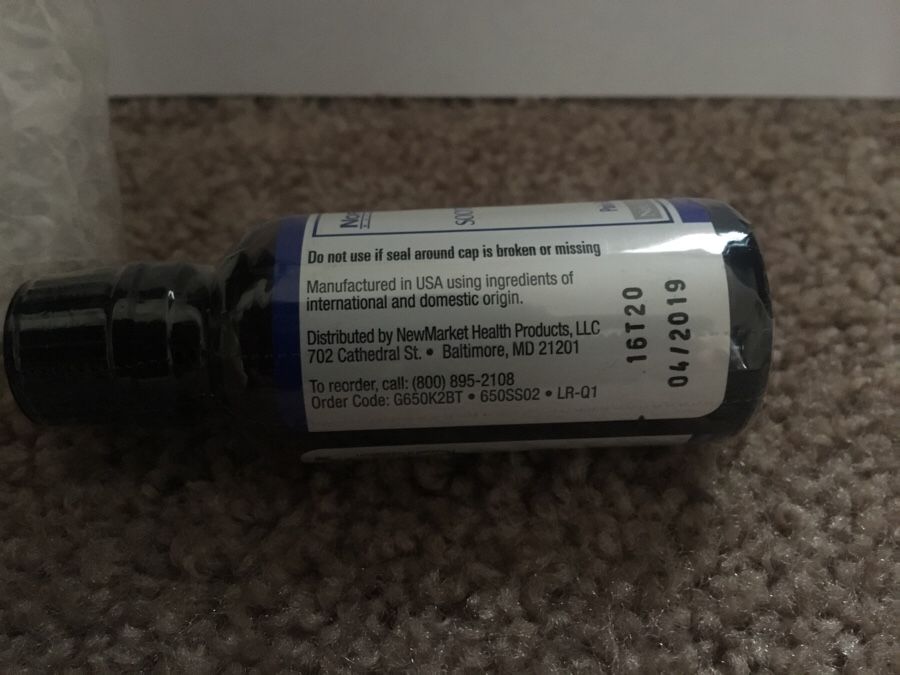 Do not use if seal around cap is broken or missing
Manufactured in USA using ingredients of
international and domestic origin.
Distributed by NewMarket Health Products, LLC
702 Cathedral St. • Baltimore, MD 21201
To reorder, call: (800) 895-2108
Order Code: G650K2BT • 650SS02 • LR-Q1
16T20
04/2019